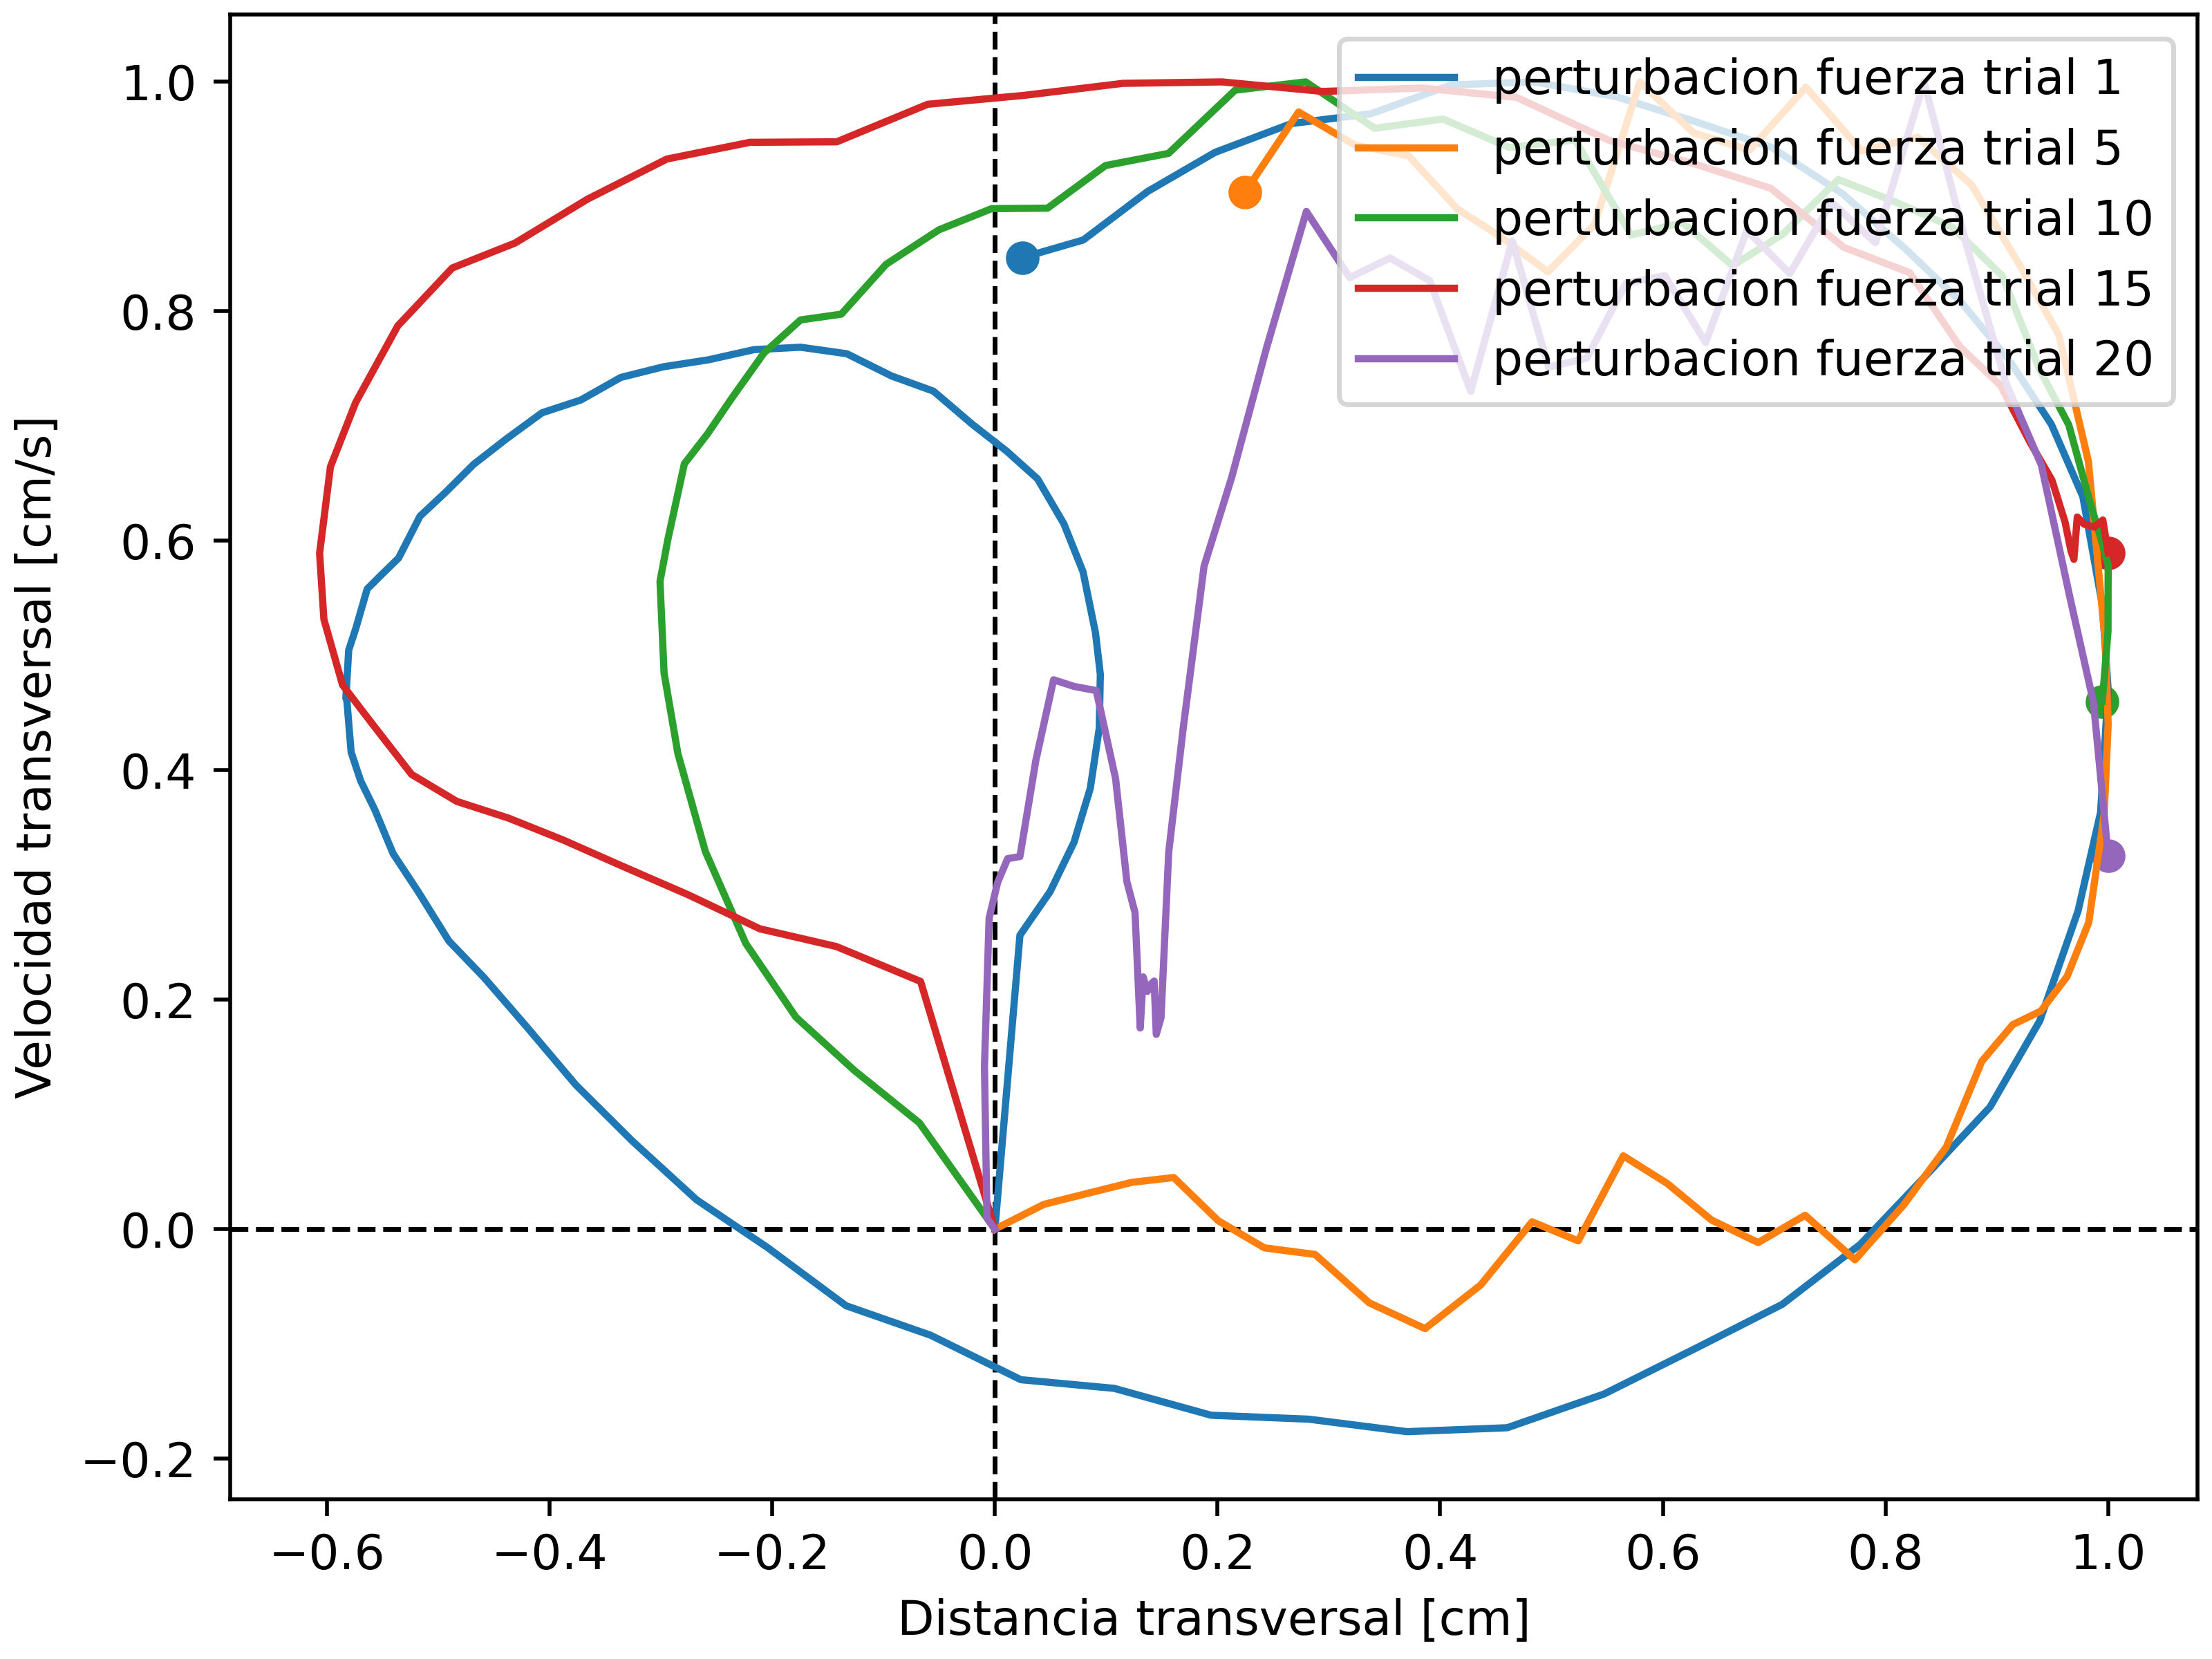 perturbacion fuerza trial 1
perturbacion fuerza trial 5
perturbacion fuerza trial 10
perturbacion fuerza trial 15
perturbacion fuerza trial 20
1.0
0.8
0.6
0.4
0.2
0.0
−0.2
Velocidad transversal [cm/s]
−0.6 −0.4 −0.2 0.0 0.2 0.4 0.6 0.8 1.0
Distancia transversal [cm]